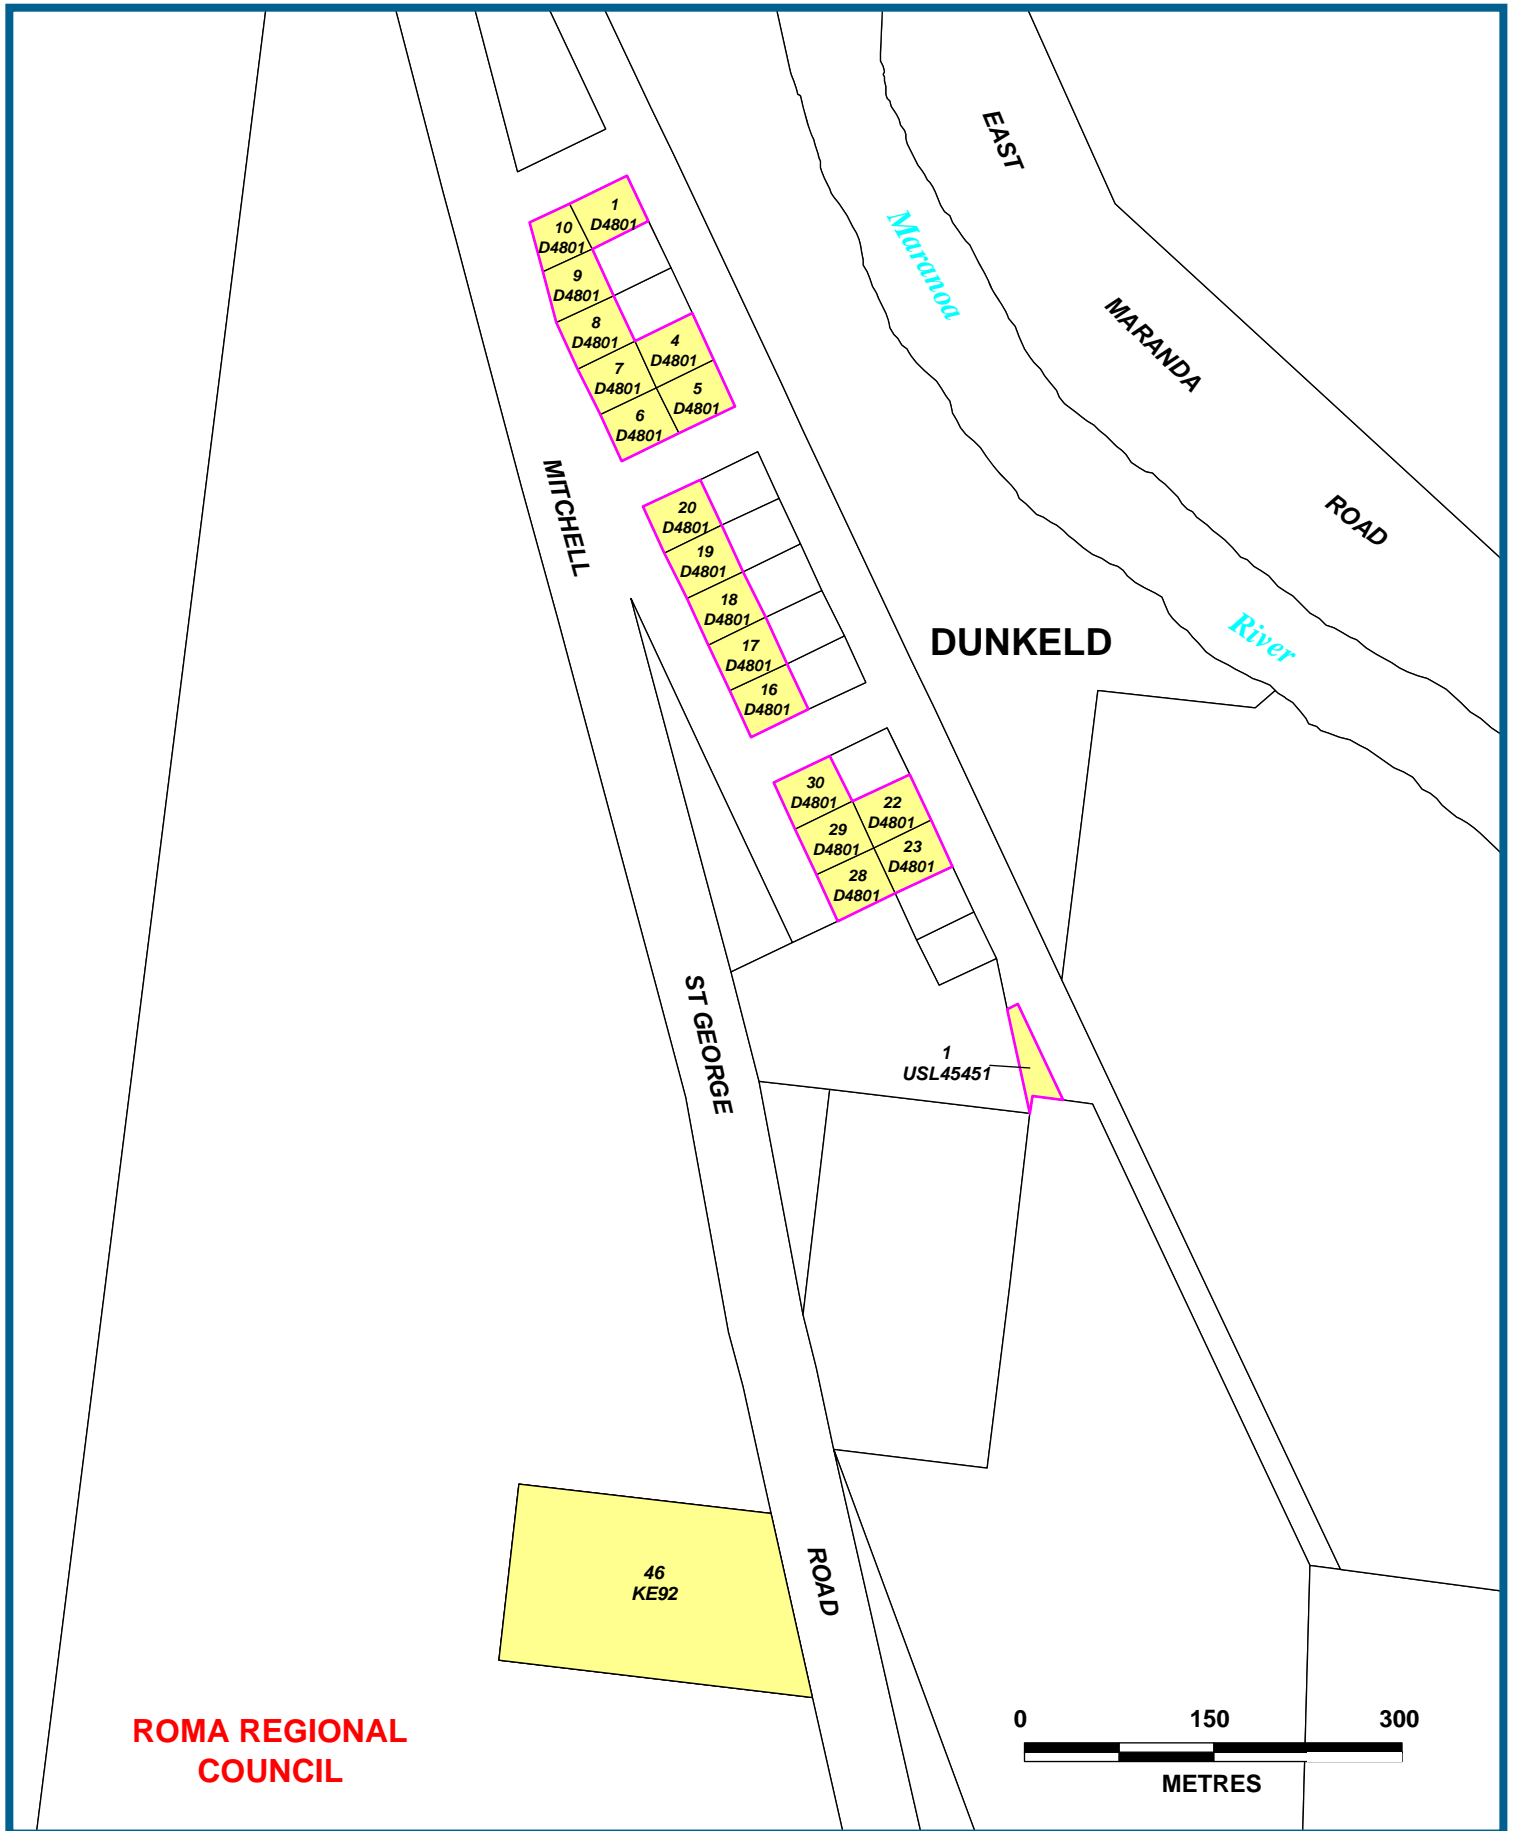 EAST
Maranoa
MARANDA
ROAD
River
1
D4801
10
D4801
9
D4801
8
D4801
4
D4801
7
D4801
5
D4801
6
D4801
MITCHELL
20
D4801
19
D4801
18
D4801
17
D4801
16
D4801
DUNKELD
30
D4801
22
D4801
29
D4801
23
D4801
28
D4801
ST GEORGE
1
USL45451
ROAD
46
KE92
ROMA REGIONAL
COUNCIL
0 150 300
METRES